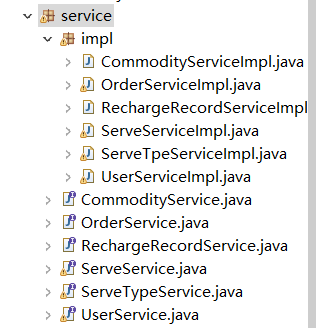 service
impl
CommodityServiceImpl.java
OrderServiceImpl.java
RechargeRecordServiceImpl
ServeServiceImpl.java
ServeTpeServiceImpl.java
UserServiceImpl.java
CommodityService.java
OrderService.java
RechargeRecordService.java
ServeService.java
ServeTypeService.java
UserService.java